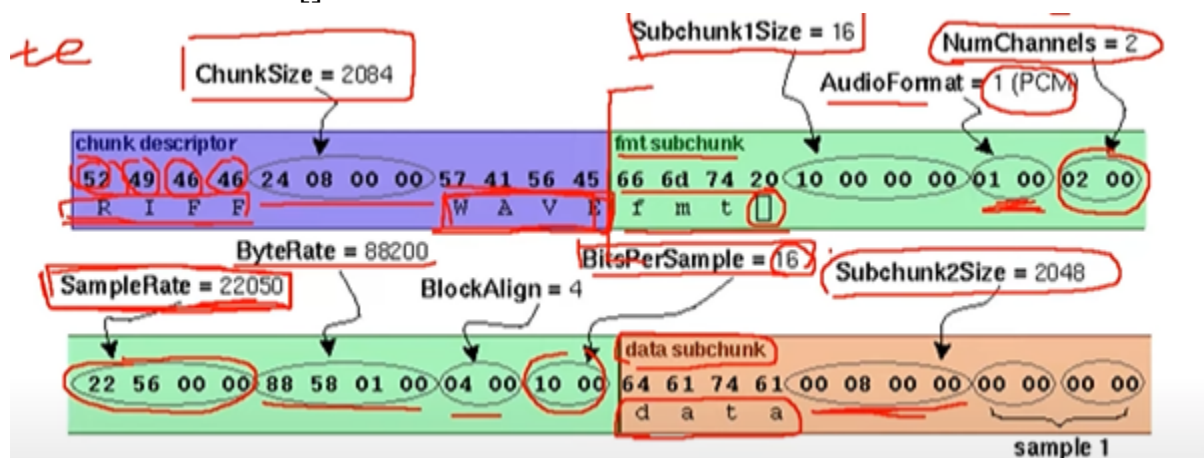 te
Subchunk1Size = 16
NumChannels = 2
ChunkSize = 2084
AudioFormat = 1 (PCM)
chunk descriptor
fmt subchunk
52 49 46 46 24 08 00 00 57 41 56 45 66 6d 74 20 10 00 00 00 01 00 02 00
R I F F W A V E f m t
ByteRate = 88200
BitsPerSample = 16
SampleRate = 22050
BlockAlign = 4
Subchunk2Size = 2048
data subchunk
22 56 00 00 88 58 01 00 04 00 10 00 64 61 74 61 00 08 00 00 00 00 00 00
d a t a
sample 1